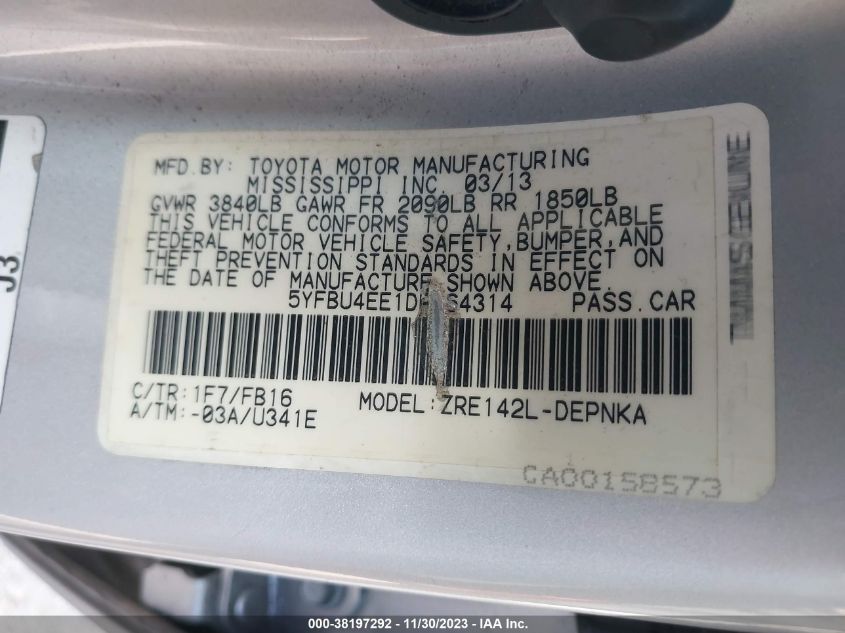 MFD.BY: TOYOTA MOTOR MANUFACTURING
MISSISSIPPI INC. 03/13
GVWR 3840LB GAWR FR 2090LB RR 1850LB
THIS VEHICLE CONFORMS TO ALL APPLICABLE
FEDERAL MOTOR VEHICLE SAFETY,BUMPER,AND
THEFT PREVENTION STANDARDS IN EFFECT ON
THE DATE OF MANUFACTURE SHOWN ABOVE.
PASS.CAR
C/TR:1F7/FB16
A/TM:-03A/U341E
MODEL:ZRE142L-DEPNKA
CA00158573
J3
000-38197292 - 11/30/2023 - IAA Inc.